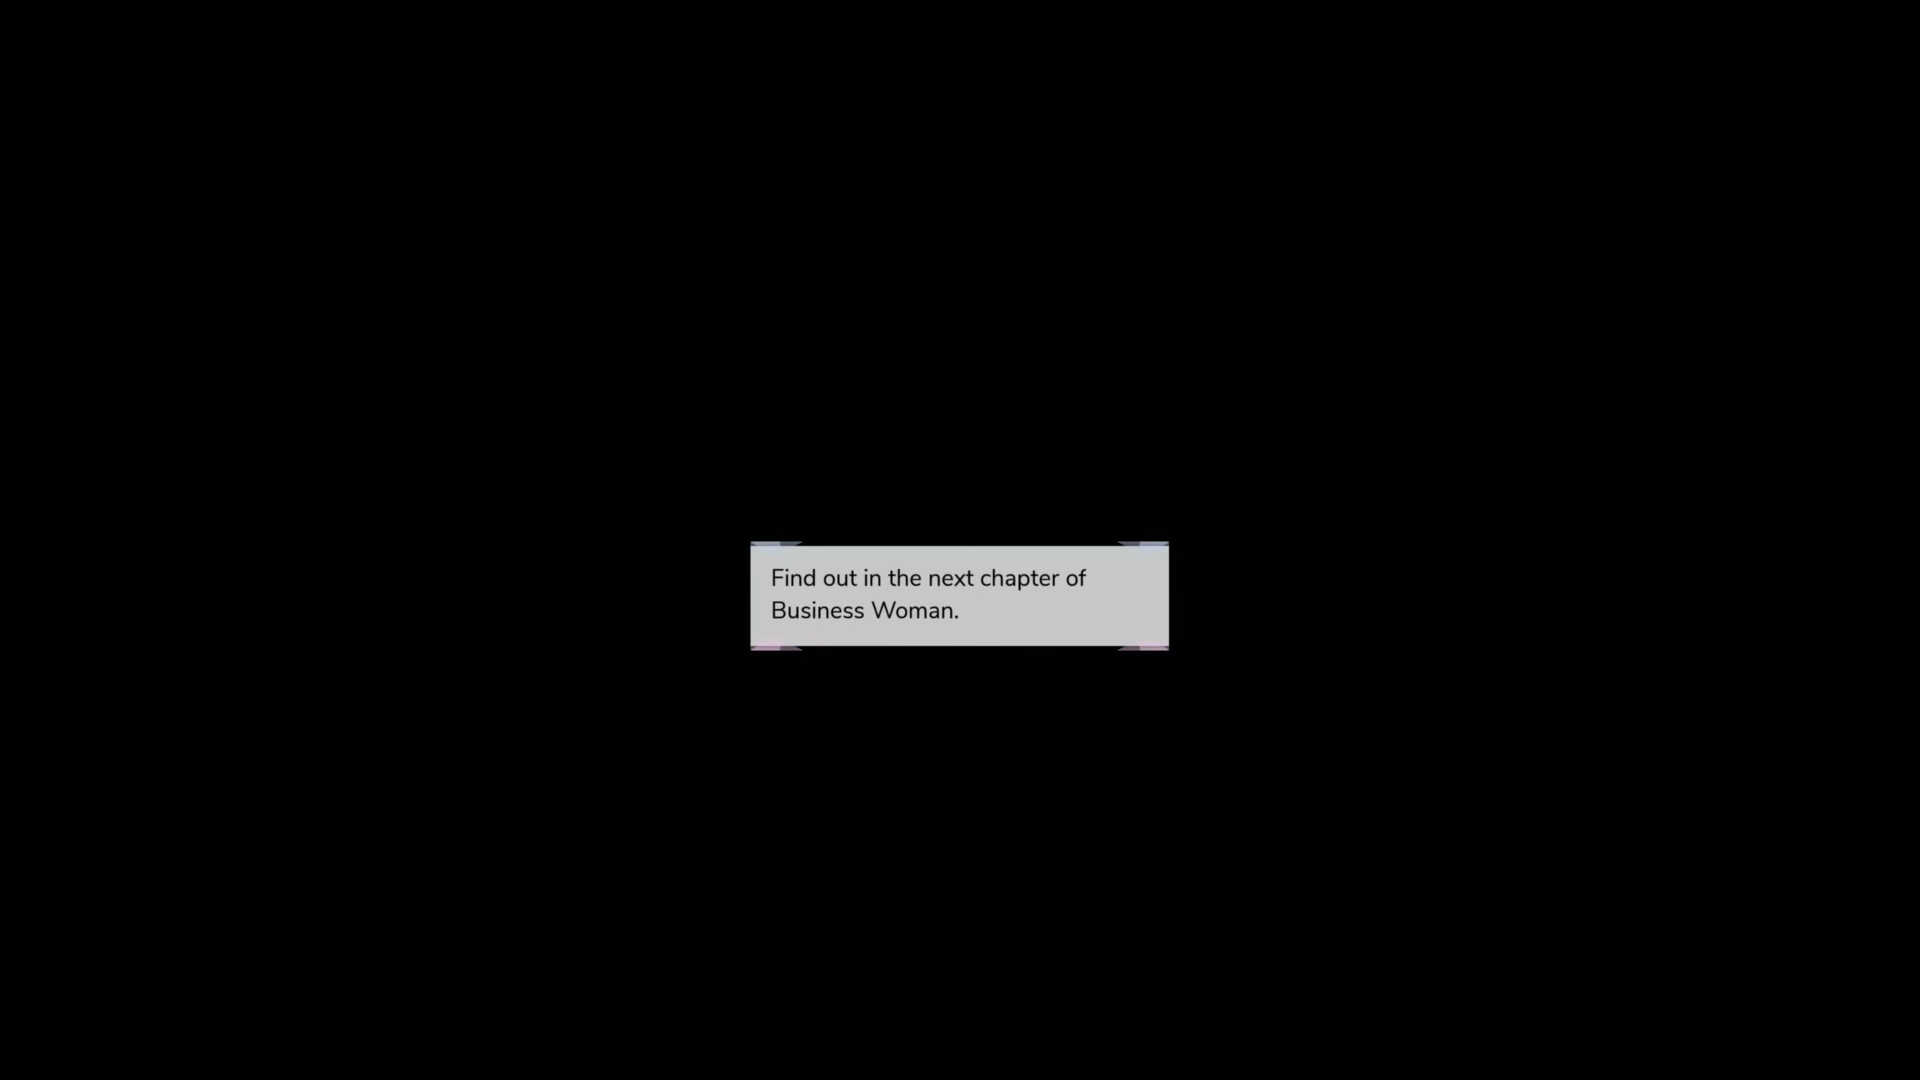 Find out in the next chapter of
Business Woman.